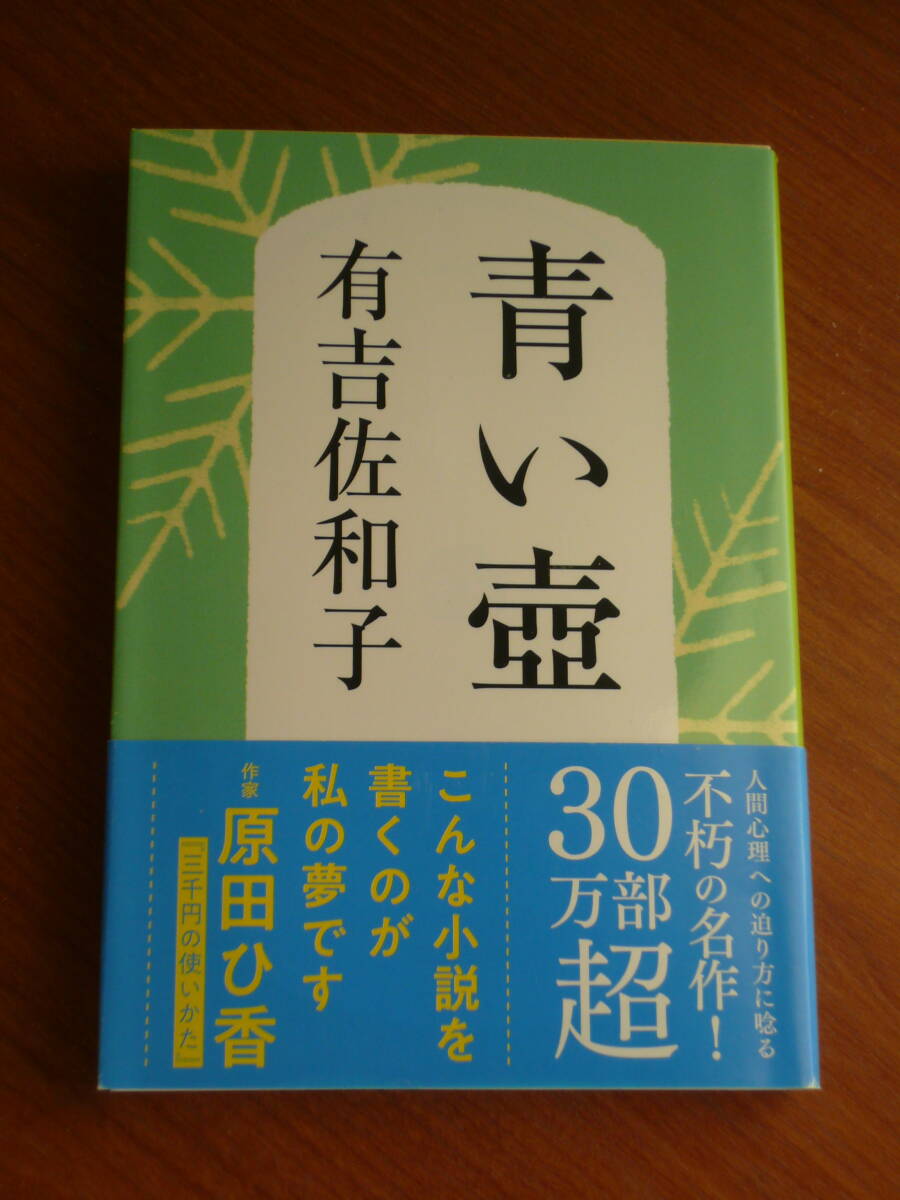 青い壺
有吉佐和子
人間心理への迫り方に唸る
不朽の名作！
30万部超
こんな小説を
書くのが
私の夢です
作家 原田ひ香
『三千円の使いかた』